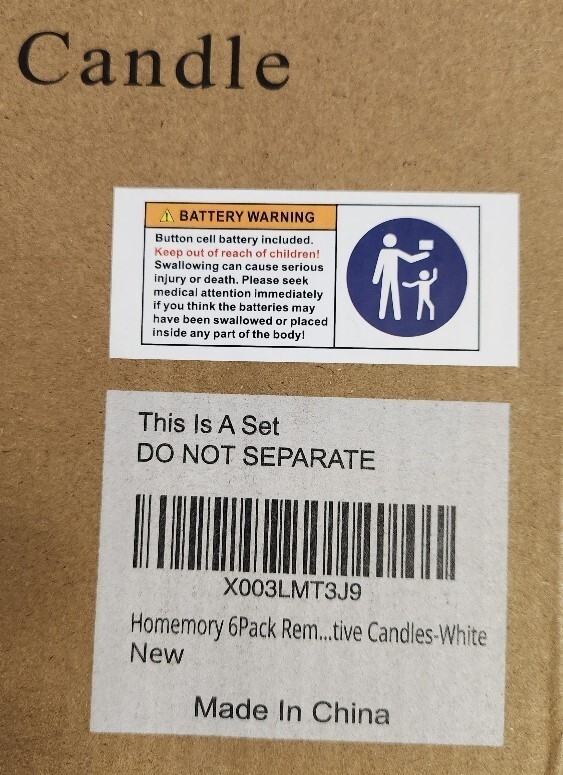 Candle
⚠ BATTERY WARNING
Button cell battery included.
Keep out of reach of children!
Swallowing can cause serious
injury or death. Please seek
medical attention immediately
if you think the batteries may
have been swallowed or placed
inside any part of the body!
This Is A Set
DO NOT SEPARATE
X003LMT3J9
Homemory 6Pack Rem...tive Candles-White
New
Made In China